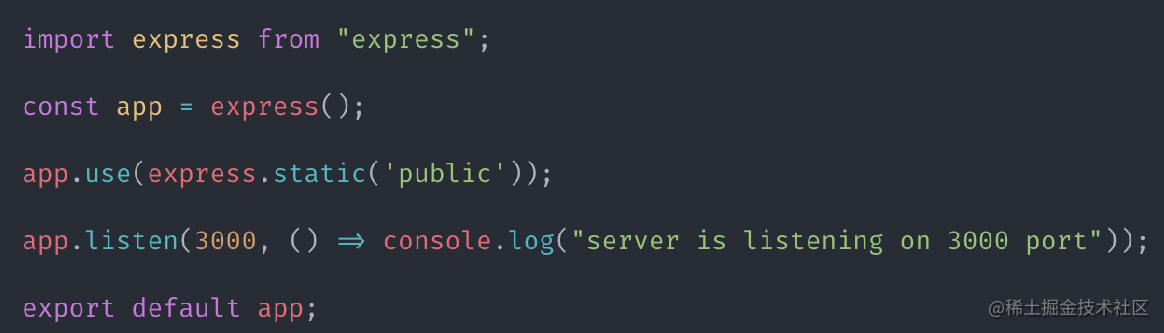 import express from "express";
const app = express();
app.use(express.static('public'));
app.listen(3000, () => console.log("server is listening on 3000 port"));
export default app;
@稀土掘金技术社区